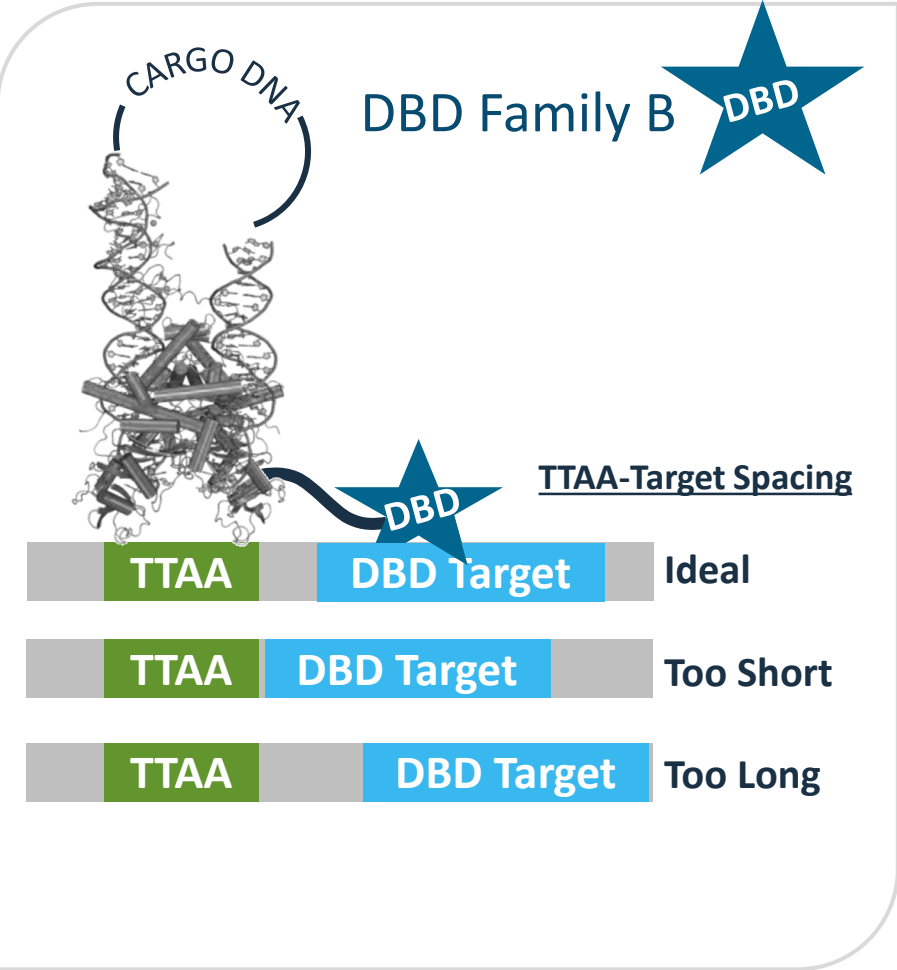 CARGO DNA
DBD Family B
DBD
DBD
TTAA-Target Spacing
TTAA DBD Target Ideal
TTAA DBD Target Too Short
TTAA DBD Target Too Long